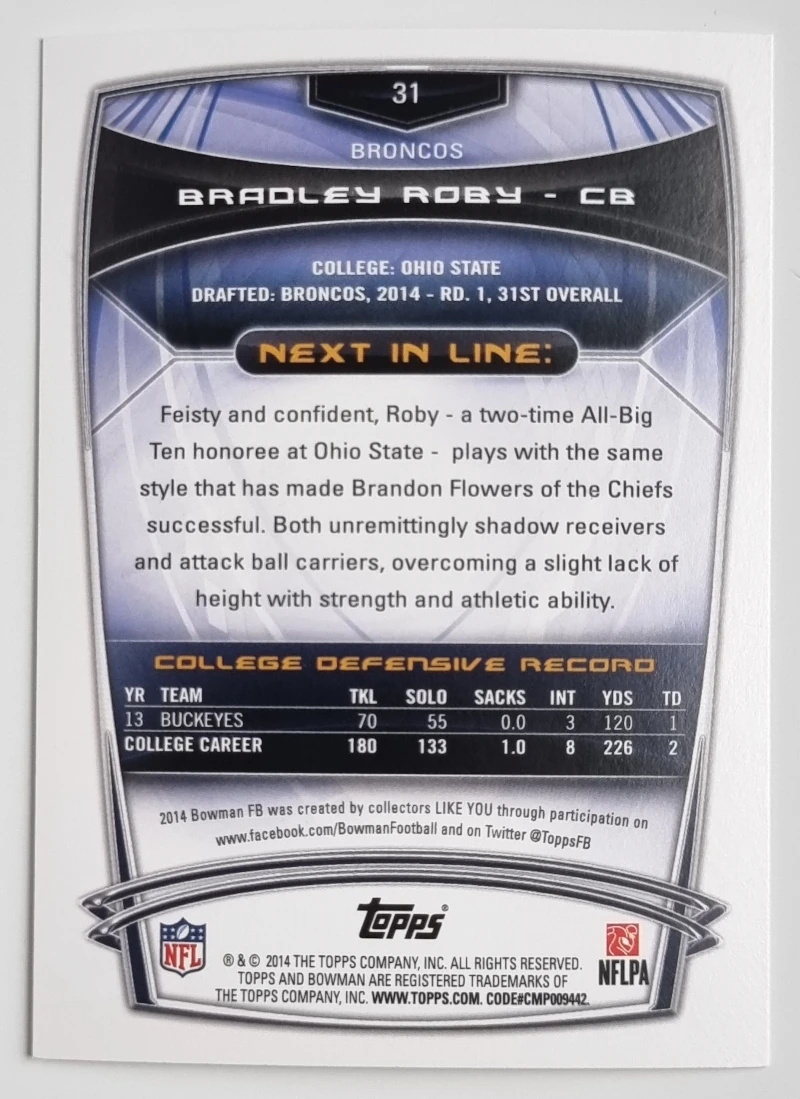 31
BRONCOS
BRADLEY ROBY - CB
COLLEGE: OHIO STATE
DRAFTED: BRONCOS, 2014 - RD. 1, 31ST OVERALL
NEXT IN LINE:
Feisty and confident, Roby - a two-time All-Big
Ten honoree at Ohio State - plays with the same
style that has made Brandon Flowers of the Chiefs
successful. Both unremittingly shadow receivers
and attack ball carriers, overcoming a slight lack of
height with strength and athletic ability.
COLLEGE DEFENSIVE RECORD
YR TEAM TKL SOLO SACKS INT YDS TD
13 BUCKEYES 70 55 0.0 3 120 1
COLLEGE CAREER 180 133 1.0 8 226 2
2014 Bowman FB was created by collectors LIKE YOU through participation on
www.facebook.com/BowmanFootball and on Twitter @ToppsFB
Topps®
NFL
NFLPA
® & © 2014 THE TOPPS COMPANY, INC. ALL RIGHTS RESERVED.
TOPPS AND BOWMAN ARE REGISTERED TRADEMARKS OF
THE TOPPS COMPANY, INC. WWW.TOPPS.COM. CODE#CMP009442.